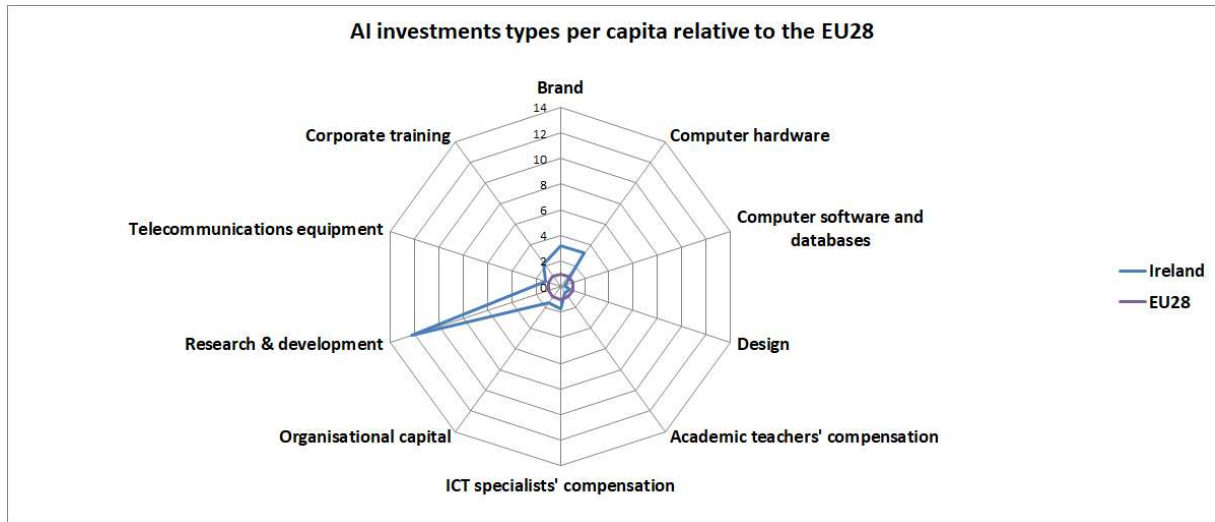 AI investments types per capita relative to the EU28
Brand
14
12
10
8
6
4
2
0
Computer hardware
Computer software and
databases
Design
Academic teachers' compensation
ICT specialists' compensation
Organisational capital
Research & development
Telecommunications equipment
Corporate training
Ireland
EU28